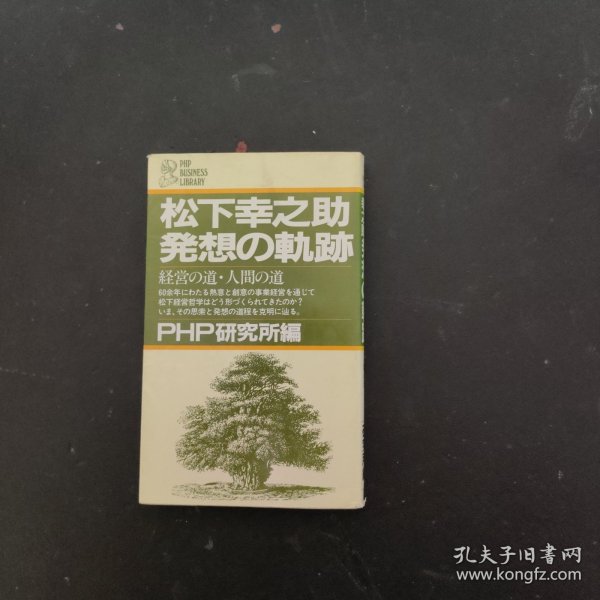 PHP
BUSINESS
LIBRARY
松下幸之助
発想の軌跡
経営の道・人間の道
60余年にわたる熱意と創意の事業経営を通じて
松下経営哲学はどう形づくられてきたのか?
いま、その思索と発想の道程を克明に辿る。
PHP研究所編
孔夫子旧书网
www.kongfz.com